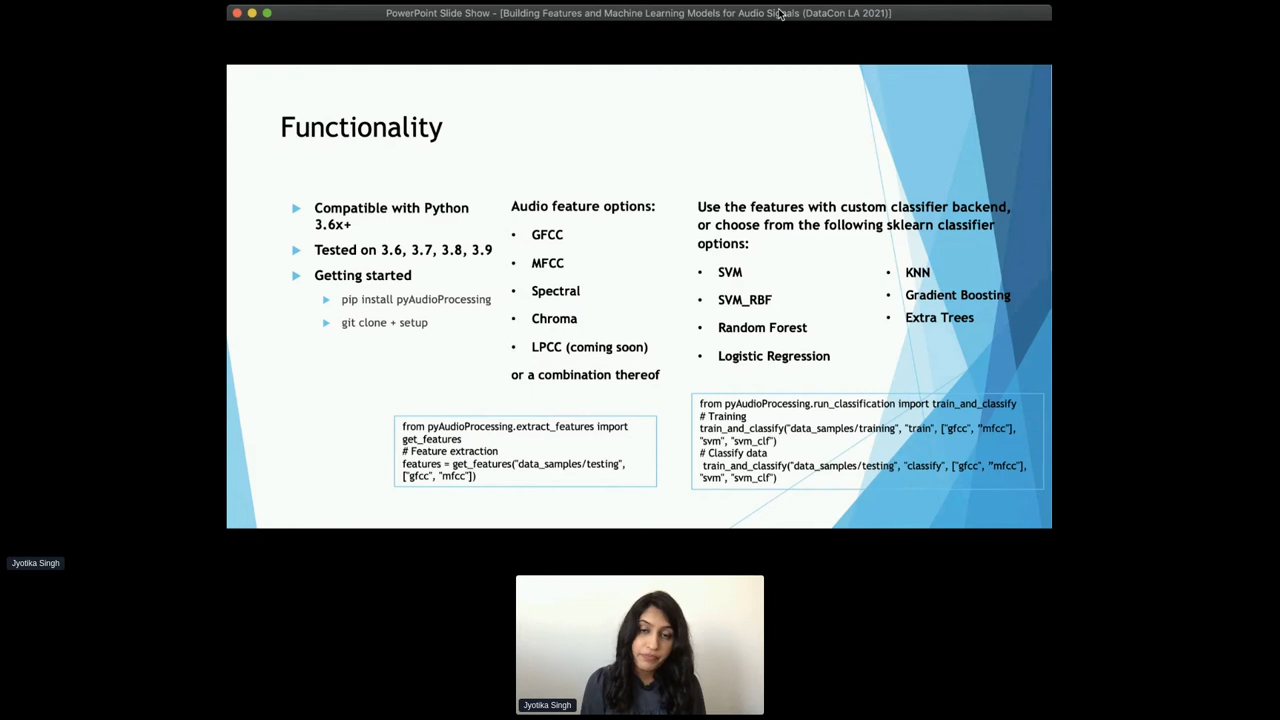 PowerPoint Slide Show - [Building Features and Machine Learning Models for Audio Signals (DataCon LA 2021)]
Functionality
Compatible with Python
3.6x+
Tested on 3.6, 3.7, 3.8, 3.9
Getting started
pip install pyAudioProcessing
git clone + setup
Audio feature options:
• GFCC
• MFCC
• Spectral
• Chroma
• LPCC (coming soon)
or a combination thereof
from pyAudioProcessing.extract_features import
get_features
# Feature extraction
features = get_features("data_samples/testing",
["gfcc", "mfcc"])
Use the features with custom classifier backend,
or choose from the following sklearn classifier
options:
• SVM
• SVM_RBF
• Random Forest
• Logistic Regression
• KNN
• Gradient Boosting
• Extra Trees
from pyAudioProcessing.run_classification import train_and_classify
# Training
train_and_classify("data_samples/training", "train", ["gfcc", "mfcc"],
"svm", "svm_clf")
# Classify data
train_and_classify("data_samples/testing", "classify", ["gfcc", "mfcc"],
"svm", "svm_clf")
Jyotika Singh
Jyotika Singh